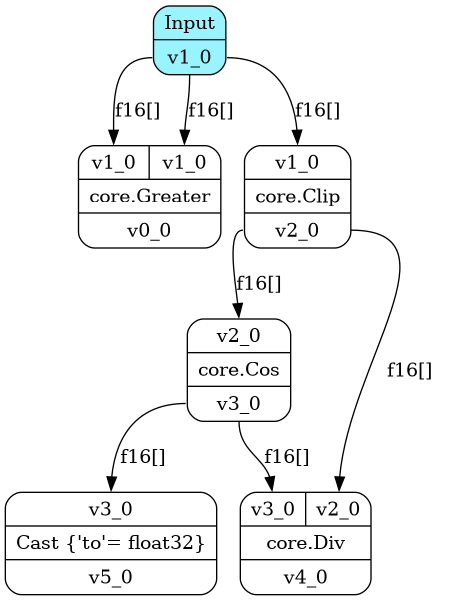 Input
v1_0
f16[] f16[] f16[]
v1_0 v1_0
core.Greater
v0_0
v1_0
core.Clip
v2_0
f16[]
v2_0
core.Cos
v3_0
f16[]
f16[] f16[]
v3_0
Cast {'to'= float32}
v5_0
v3_0 v2_0
core.Div
v4_0